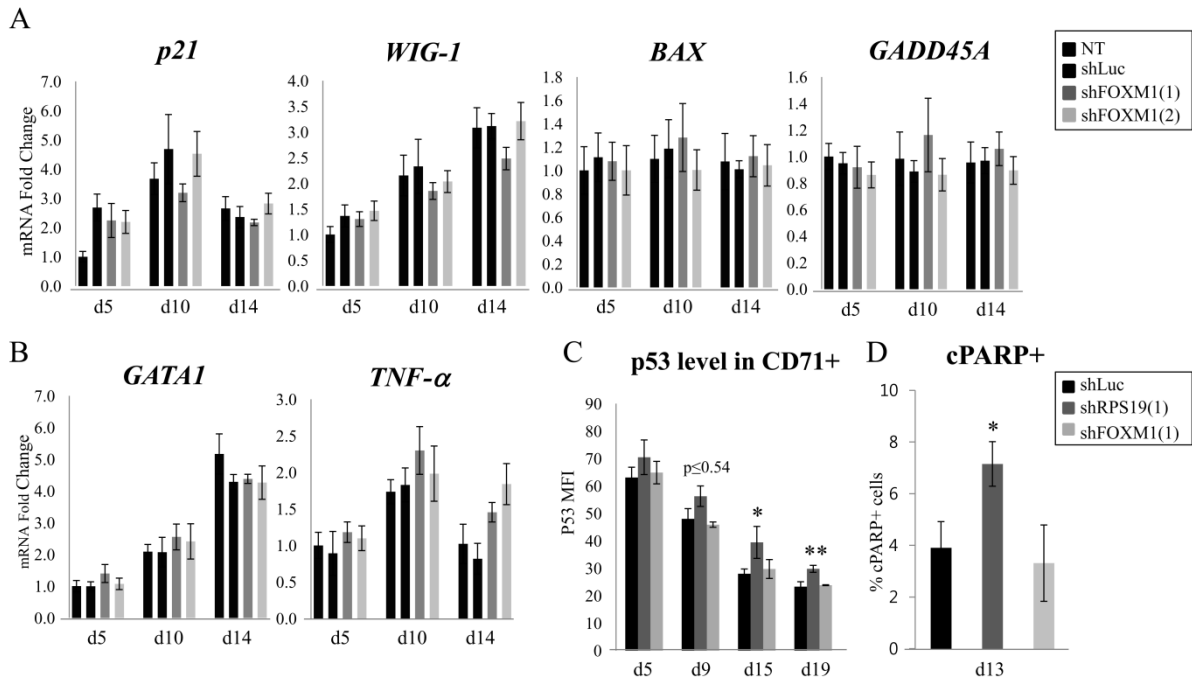 A
p21
WIG-1
BAX
GADD45A
NT
shLuc
shFOXM1(1)
shFOXM1(2)
mRNA Fold Change
7.0
6.0
5.0
4.0
3.0
2.0
1.0
0.0
d5 d10 d14
4.0
3.5
3.0
2.5
2.0
1.5
1.0
0.5
0.0
d5 d10 d14
1.8
1.6
1.4
1.2
1.0
0.8
0.6
0.4
0.2
0.0
d5 d10 d14
1.6
1.4
1.2
1.0
0.8
0.6
0.4
0.2
0.0
d5 d10 d14
B
GATA1
TNF-α
mRNA Fold Change
7.0
6.0
5.0
4.0
3.0
2.0
1.0
0.0
d5 d10 d14
3.0
2.5
2.0
1.5
1.0
0.5
0.0
d5 d10 d14
C
p53 level in CD71+
P53 MFI
90
80
70
60
50
40
30
20
10
0
p≤0.54
*
**
d5 d9 d15 d19
D
cPARP+
% cPARP+ cells
10
8
6
4
2
0
*
d13
shLuc
shRPS19(1)
shFOXM1(1)